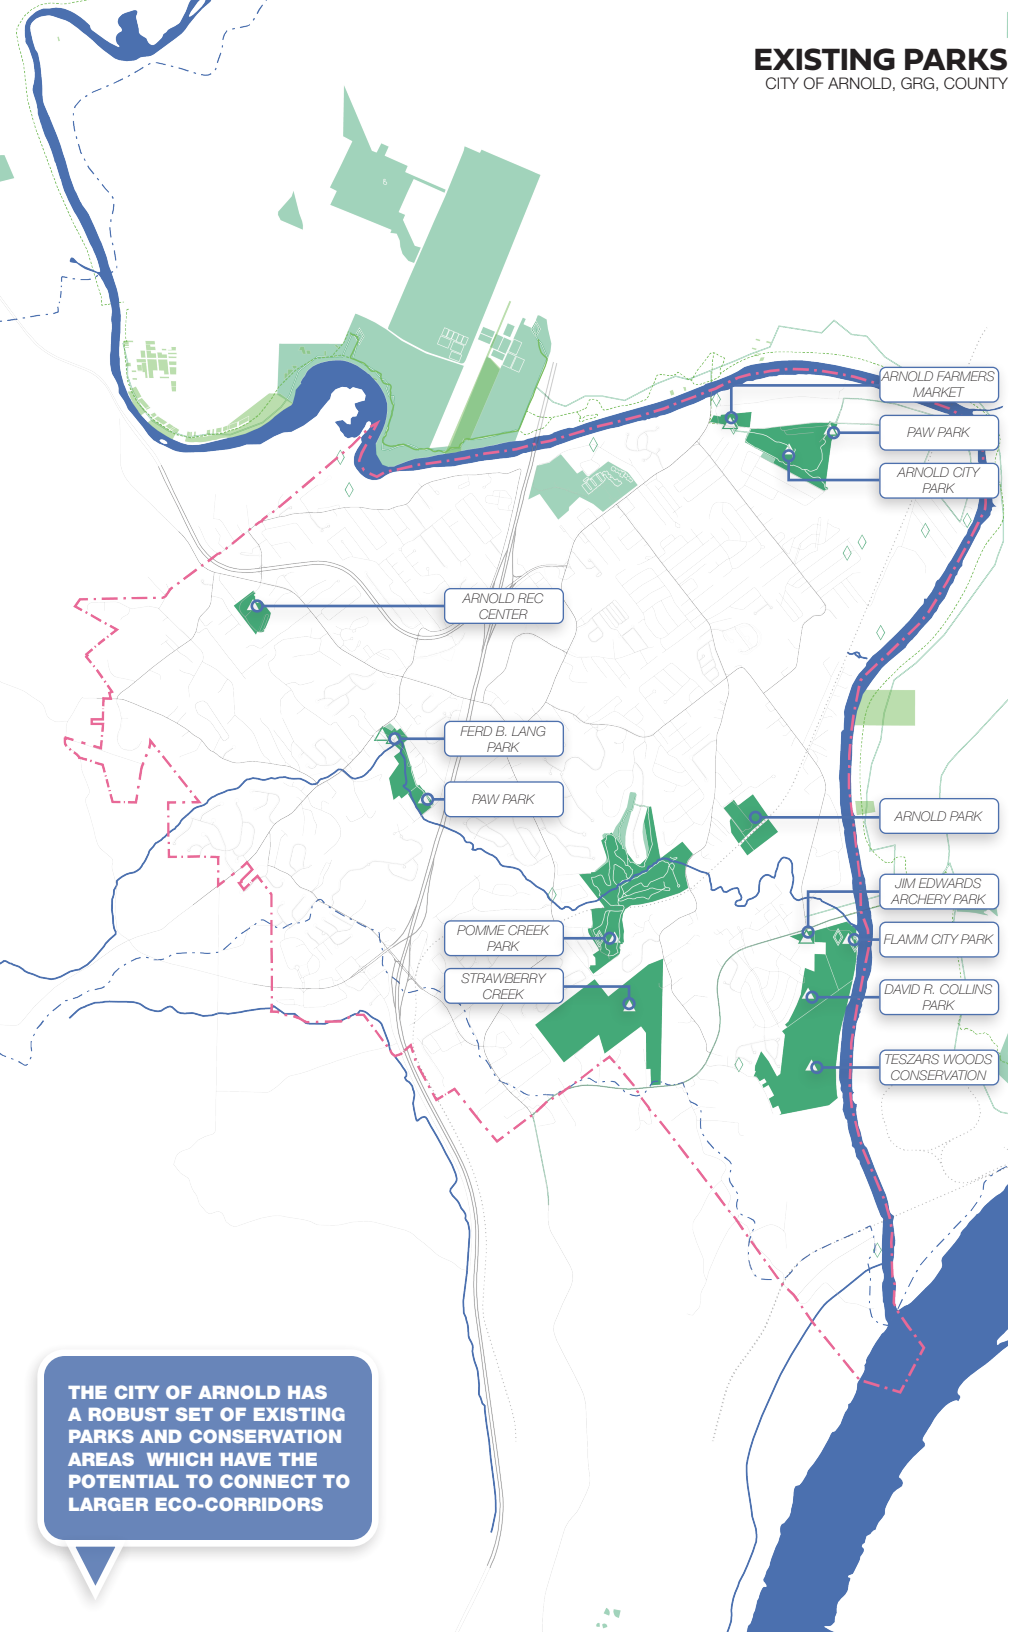 EXISTING PARKS
CITY OF ARNOLD, GRG, COUNTY
ARNOLD FARMERS
MARKET
PAW PARK
ARNOLD CITY
PARK
ARNOLD REC
CENTER
FERD B. LANG
PARK
PAW PARK
ARNOLD PARK
JIM EDWARDS
ARCHERY PARK
POMME CREEK
PARK
FLAMM CITY PARK
STRAWBERRY
CREEK
DAVID R. COLLINS
PARK
TESZARS WOODS
CONSERVATION
THE CITY OF ARNOLD HAS
A ROBUST SET OF EXISTING
PARKS AND CONSERVATION
AREAS  WHICH HAVE THE
POTENTIAL TO CONNECT TO
LARGER ECO-CORRIDORS